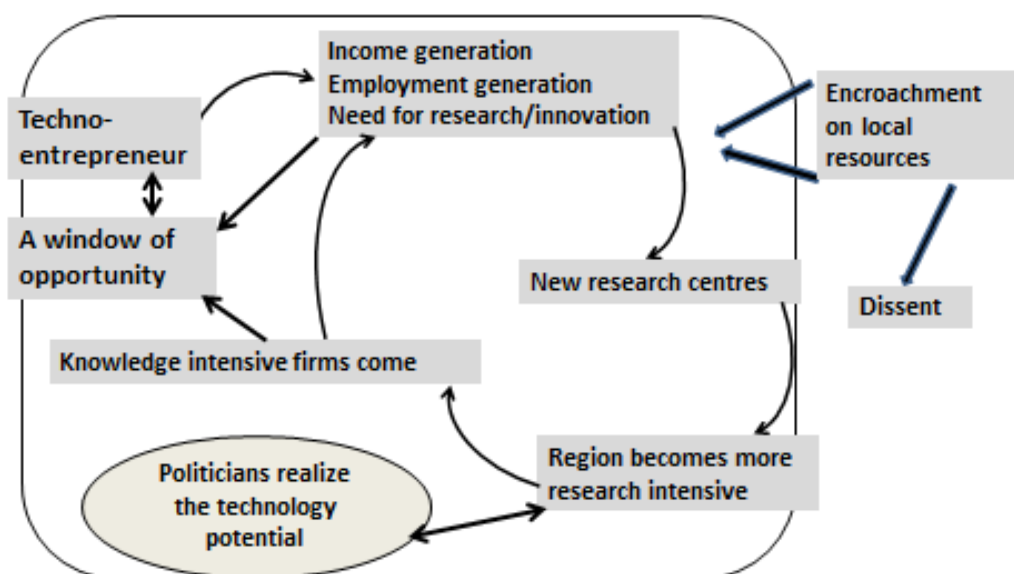 Income generation
Employment generation
Need for research/innovation
Techno-
entrepreneur
Encroachment
on local
resources
A window of
opportunity
New research centres
Dissent
Knowledge intensive firms come
Region becomes more
research intensive
Politicians realize
the technology
potential